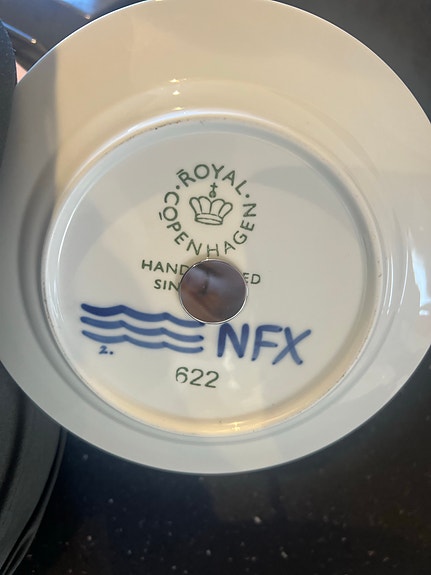 ROYAL
COPENHAGEN
NFX
2.
622